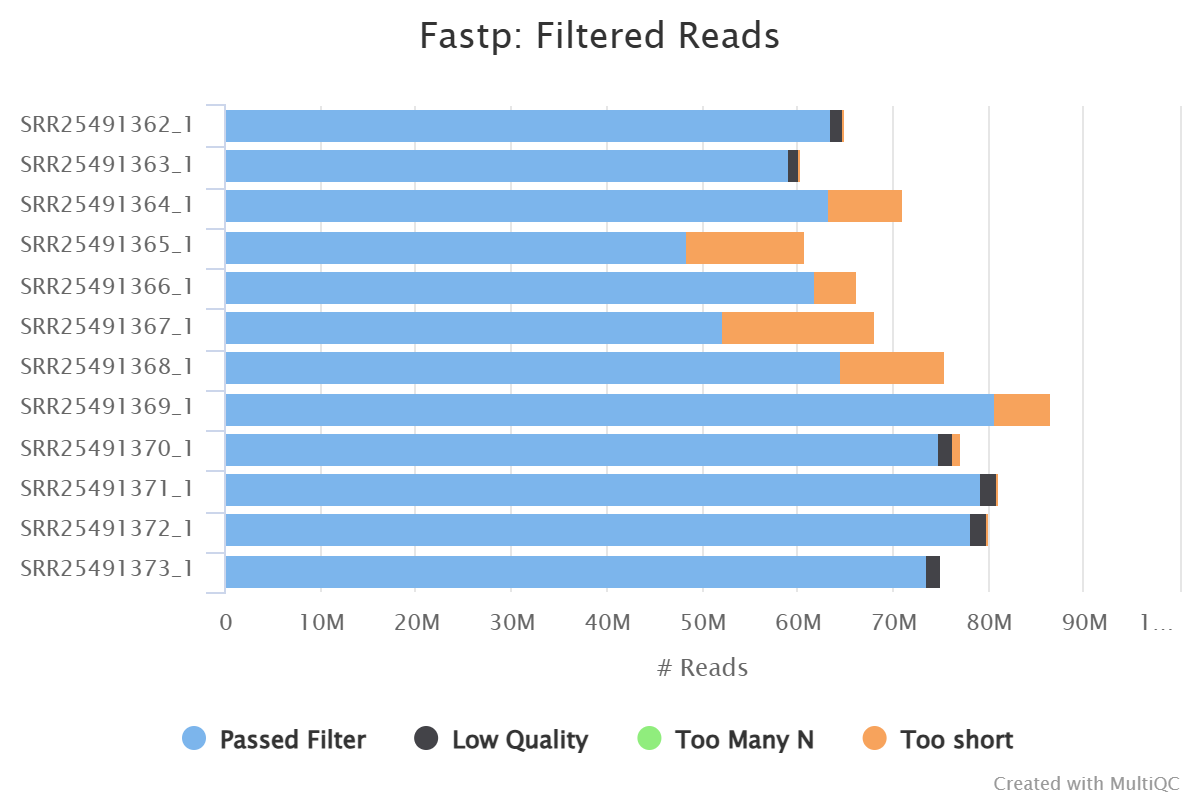 Fastp: Filtered Reads
SRR25491362_1
SRR25491363_1
SRR25491364_1
SRR25491365_1
SRR25491366_1
SRR25491367_1
SRR25491368_1
SRR25491369_1
SRR25491370_1
SRR25491371_1
SRR25491372_1
SRR25491373_1
0 10M 20M 30M 40M 50M 60M 70M 80M 90M 1…
# Reads
Passed Filter Low Quality Too Many N Too short
Created with MultiQC